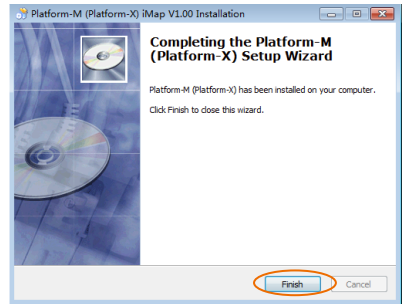 Platform-M (Platform-X) iMap V1.00 Installation
Completing the Platform-M
(Platform-X) Setup Wizard
Platform-M (Platform-X) has been installed on your computer.
Click Finish to close this wizard.
Finish
Cancel